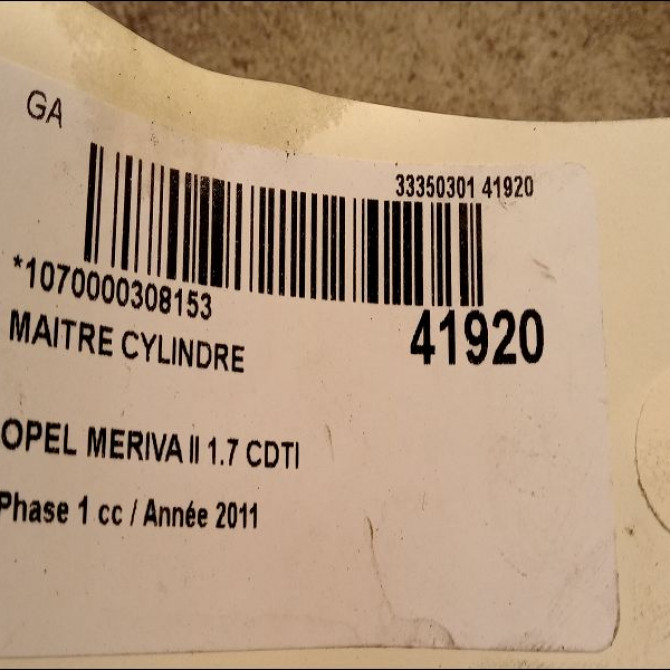 GA
33350301 41920
*1070000308153
41920
MAITRE CYLINDRE
OPEL MERIVA II 1.7 CDTI
Phase 1 cc / Année 2011